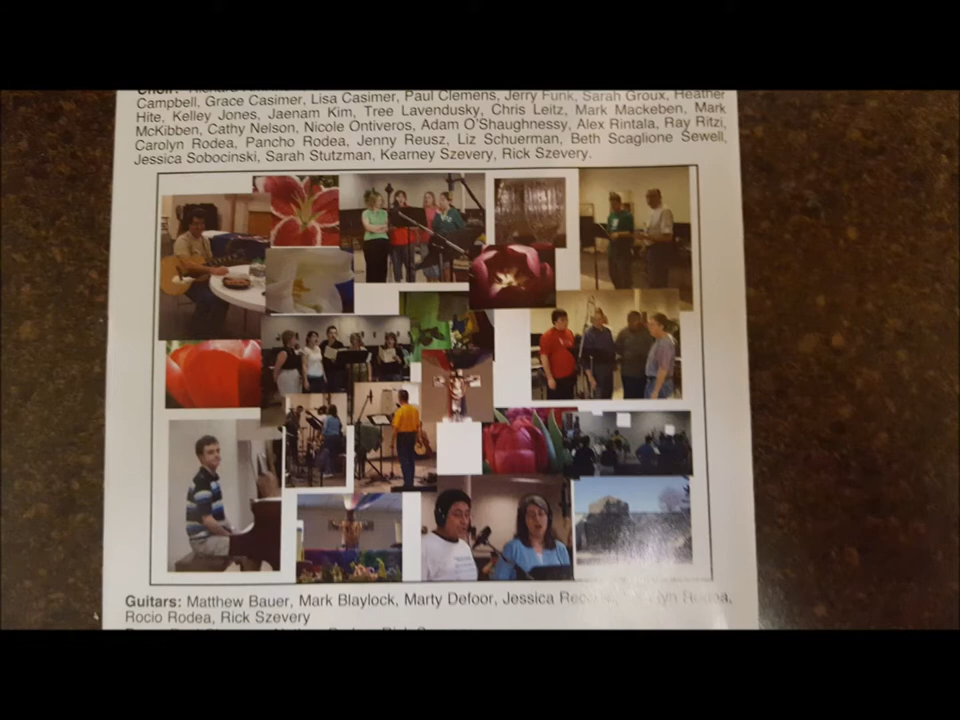 Choir:
Campbell, Grace Casimer, Lisa Casimer, Paul Clemens, Jerry Funk, Sarah Groux, Heather
Hite, Kelley Jones, Jaenam Kim, Tree Lavendusky, Chris Leitz, Mark Mackeben, Mark
McKibben, Cathy Nelson, Nicole Ontiveros, Adam O'Shaughnessy, Alex Rintala, Ray Ritzi,
Carolyn Rodea, Pancho Rodea, Jenny Reusz, Liz Schuerman, Beth Scaglione Sewell,
Jessica Sobocinski, Sarah Stutzman, Kearney Szevery, Rick Szevery.
Guitars: Matthew Bauer, Mark Blaylock, Marty Defoor, Jessica
Rocio Rodea, Rick Szevery